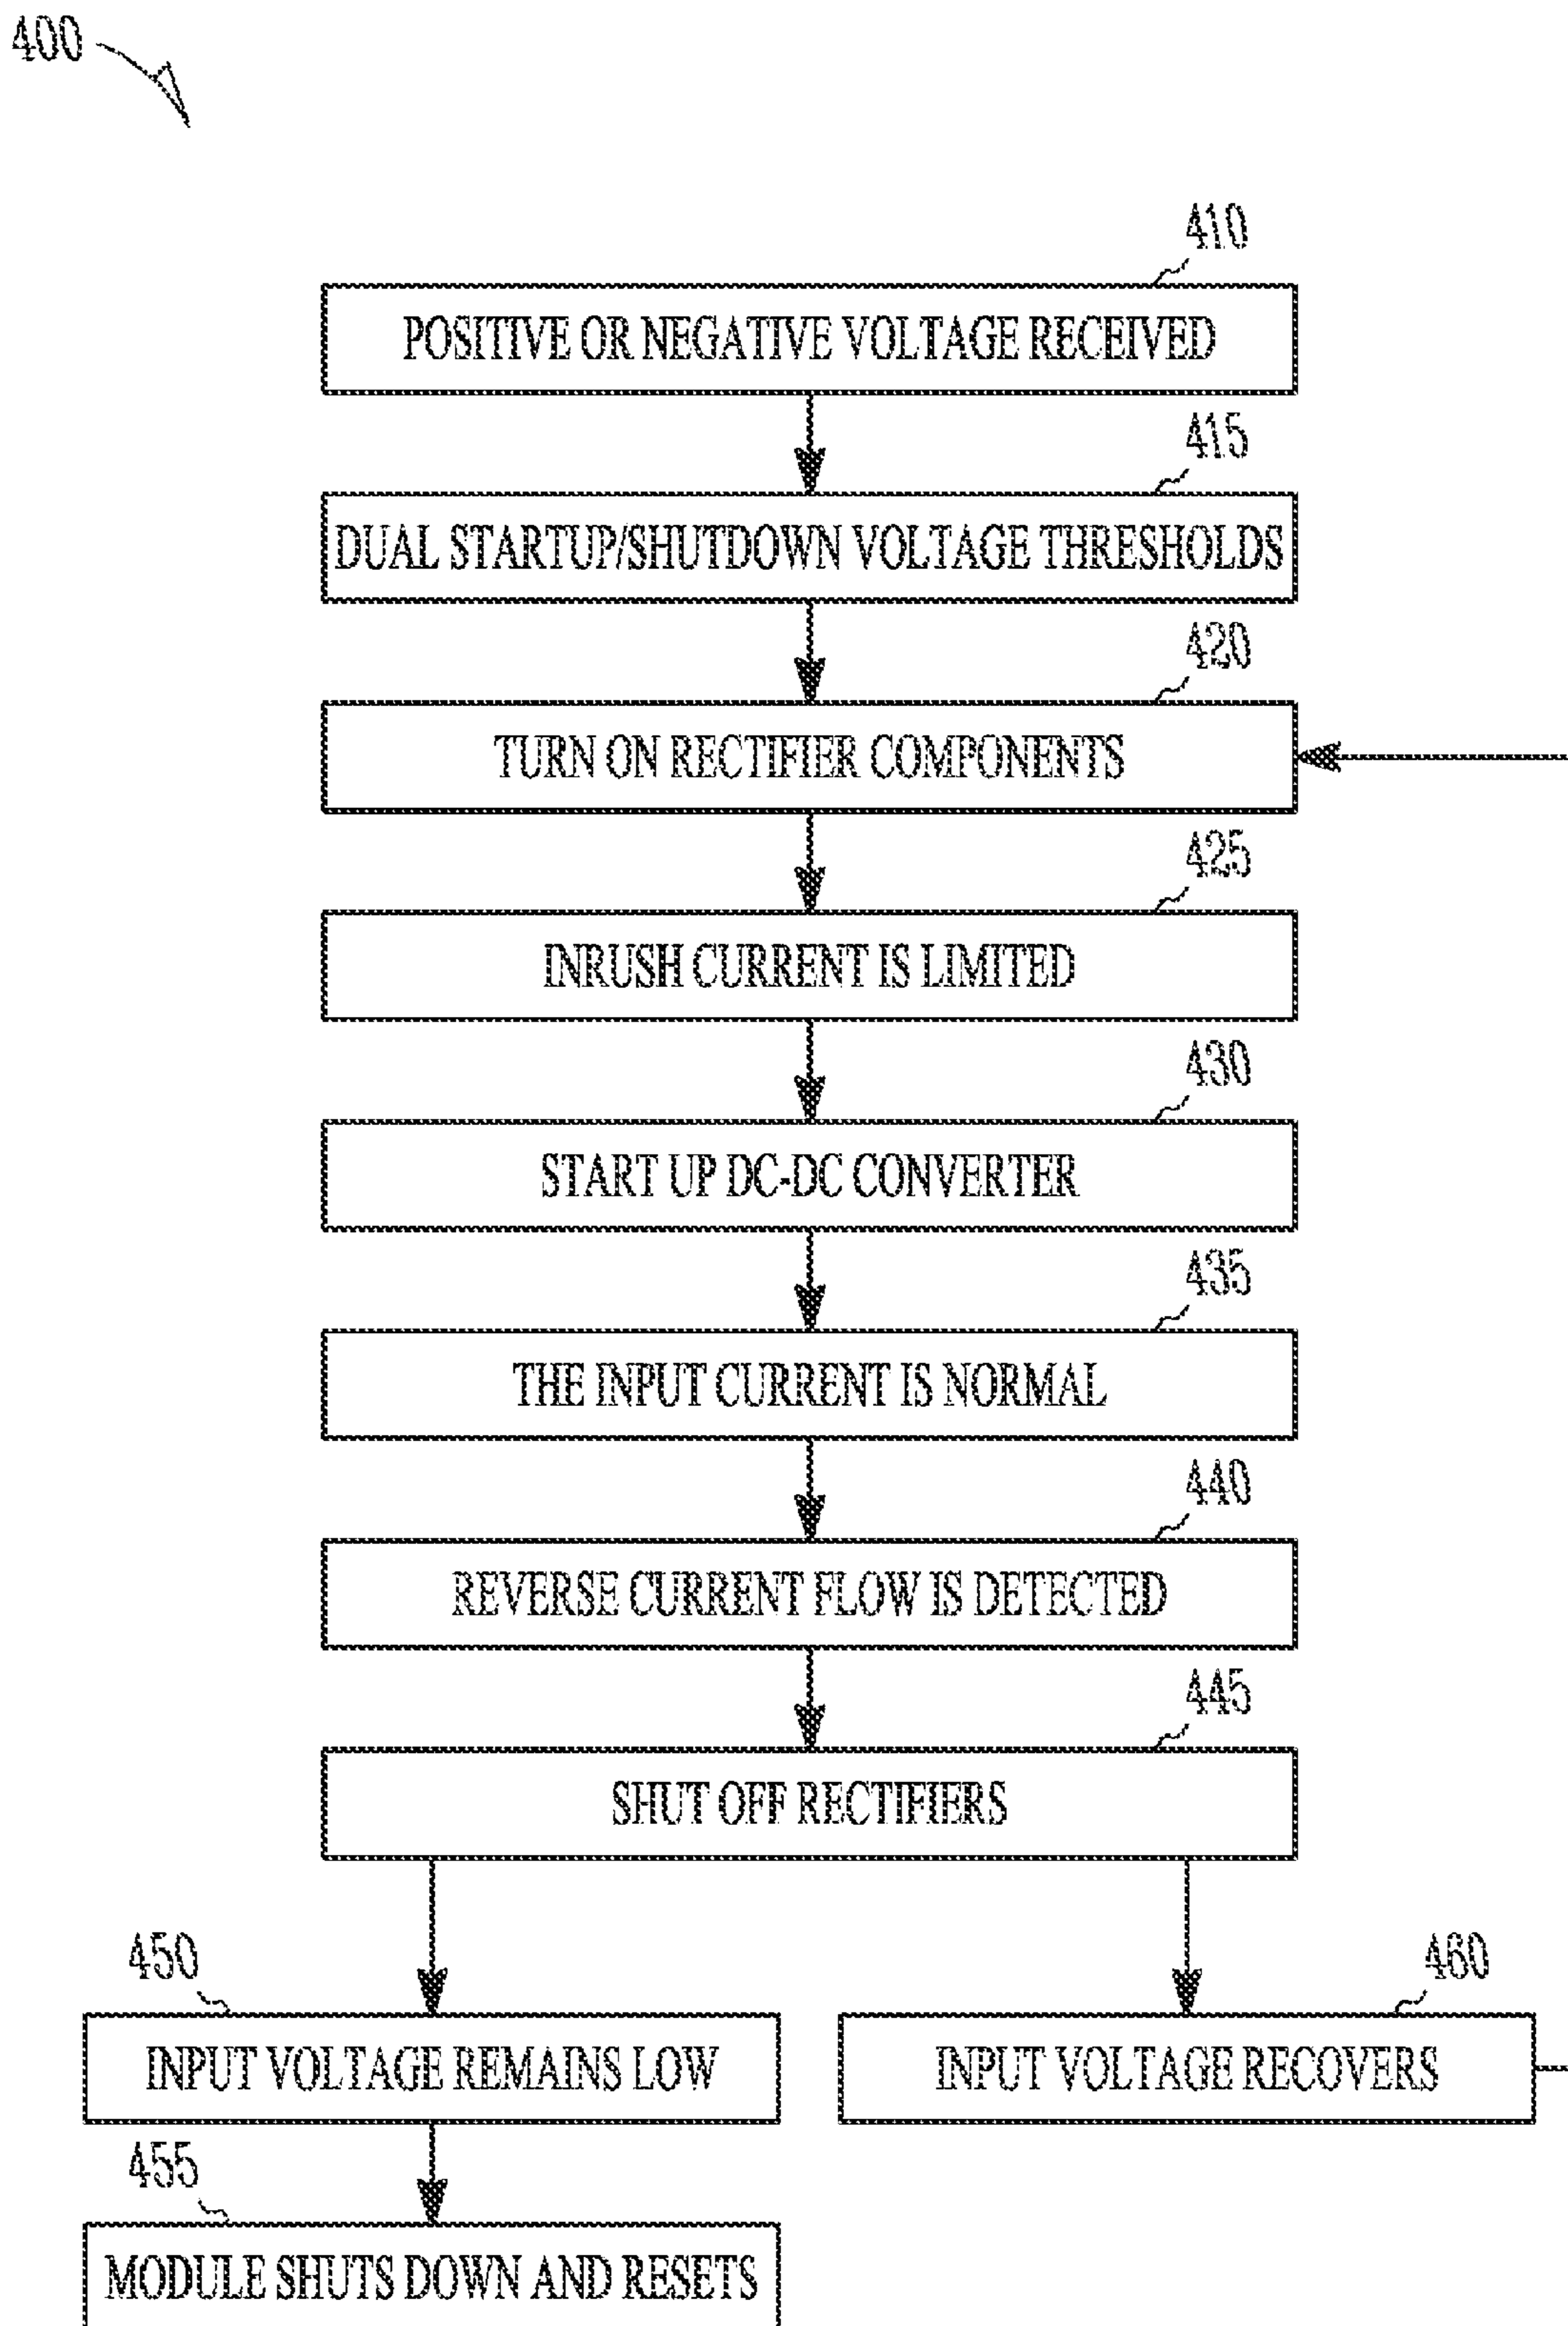 400
410
POSITIVE OR NEGATIVE VOLTAGE RECEIVED
415
DUAL STARTUP/SHUTDOWN VOLTAGE THRESHOLDS
420
TURN ON RECTIFIER COMPONENTS
425
INRUSH CURRENT IS LIMITED
430
START UP DC-DC CONVERTER
435
THE INPUT CURRENT IS NORMAL
440
REVERSE CURRENT FLOW IS DETECTED
445
SHUT OFF RECTIFIERS
450
INPUT VOLTAGE REMAINS LOW
460
INPUT VOLTAGE RECOVERS
455
MODULE SHUTS DOWN AND RESETS